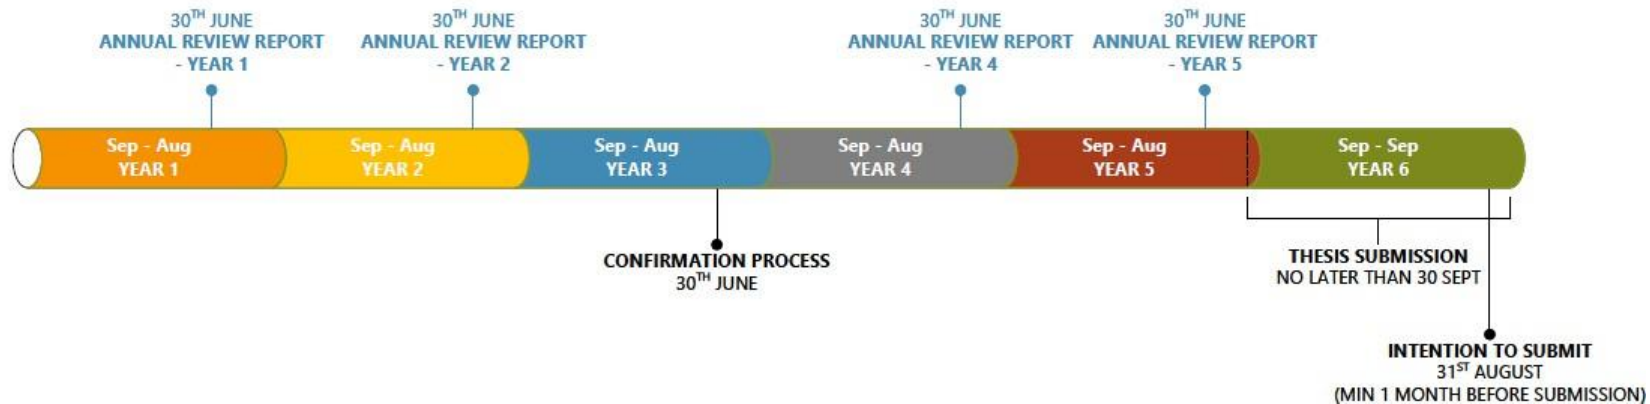 30TH JUNE
ANNUAL REVIEW REPORT
- YEAR 1
30TH JUNE
ANNUAL REVIEW REPORT
- YEAR 2
30TH JUNE
ANNUAL REVIEW REPORT
- YEAR 4
30TH JUNE
ANNUAL REVIEW REPORT
- YEAR 5
Sep - Aug
YEAR 1
Sep - Aug
YEAR 2
Sep - Aug
YEAR 3
Sep - Aug
YEAR 4
Sep - Aug
YEAR 5
Sep - Sep
YEAR 6
CONFIRMATION PROCESS
30TH JUNE
THESIS SUBMISSION
NO LATER THAN 30 SEPT
INTENTION TO SUBMIT
31ST AUGUST
(MIN 1 MONTH BEFORE SUBMISSION)